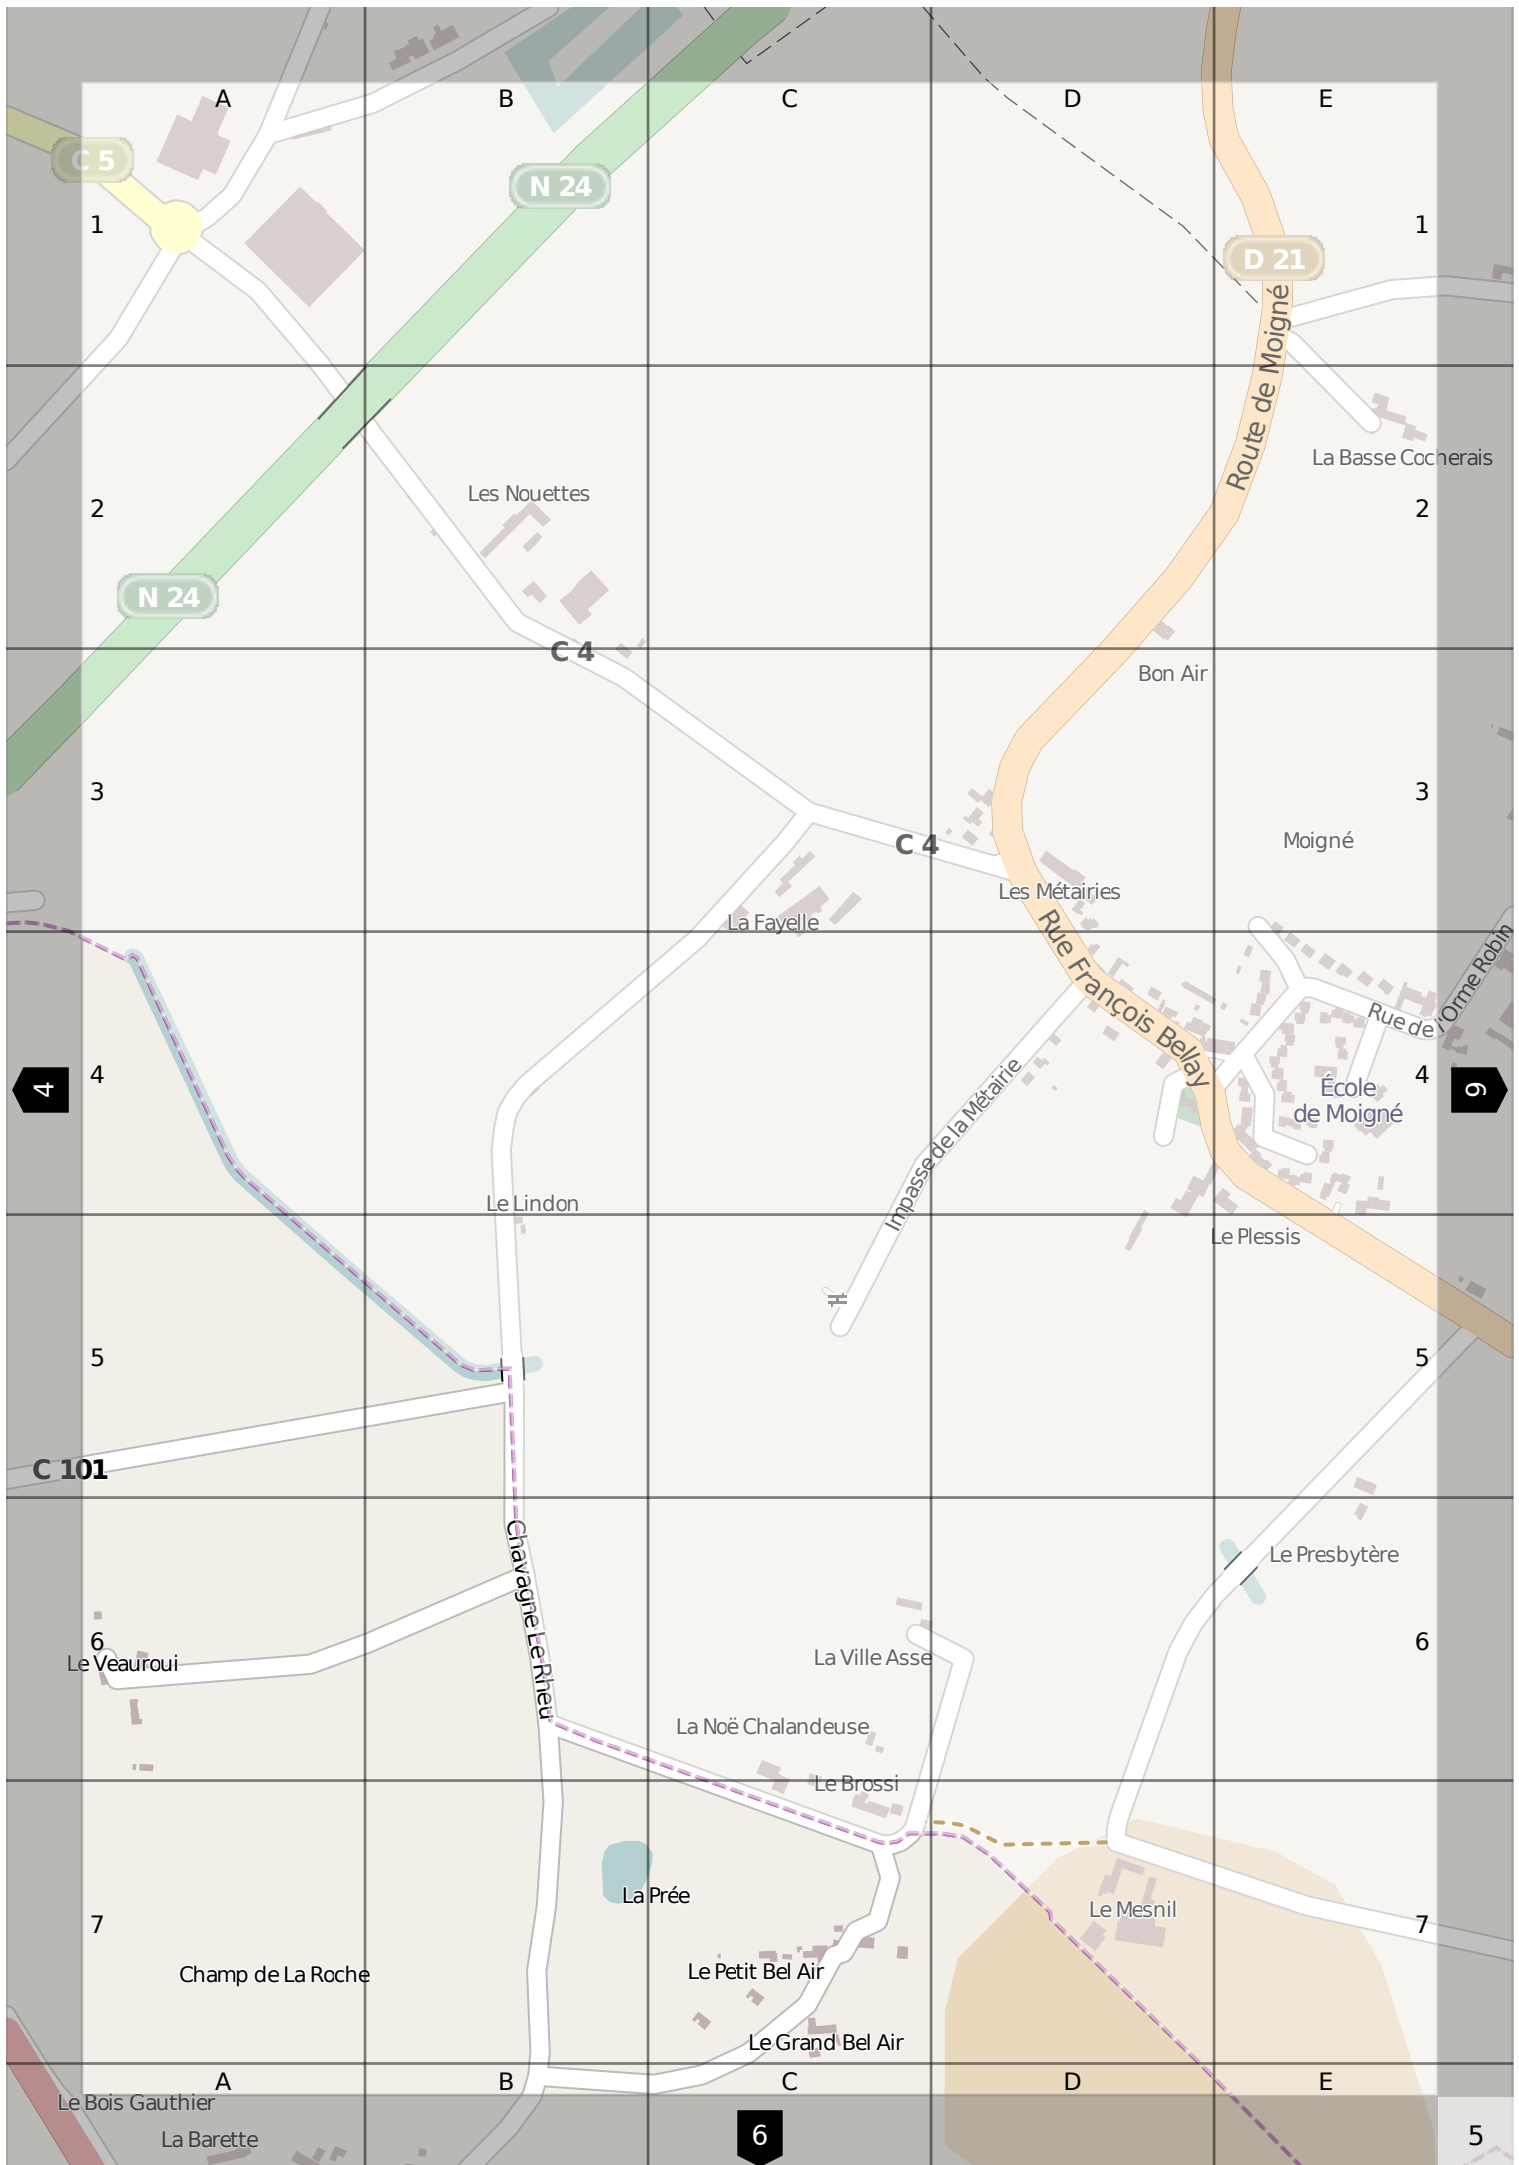 A
B
C
D
E
C 5
N 24
1
1
D 21
Route de Moigné
La Basse Cocherais
Les Nouettes
2
2
N 24
C 4
Bon Air
3
3
Moigné
C 4
Les Métairies
La Fayelle
Rue François Bellay
Rue de l'Orme Robin
4
4
4
École
de Moigné
9
Impasse de la Métairie
Le Lindon
Le Plessis
5
5
C 101
Chavagne Le Rheu
Le Presbytère
6
6
Le Veauroui
La Ville Asse
La Noë Chalandeuse
Le Brossi
La Prée
Le Mesnil
7
7
Champ de La Roche
Le Petit Bel Air
Le Grand Bel Air
A
B
C
D
E
Le Bois Gauthier
La Barette
6
5